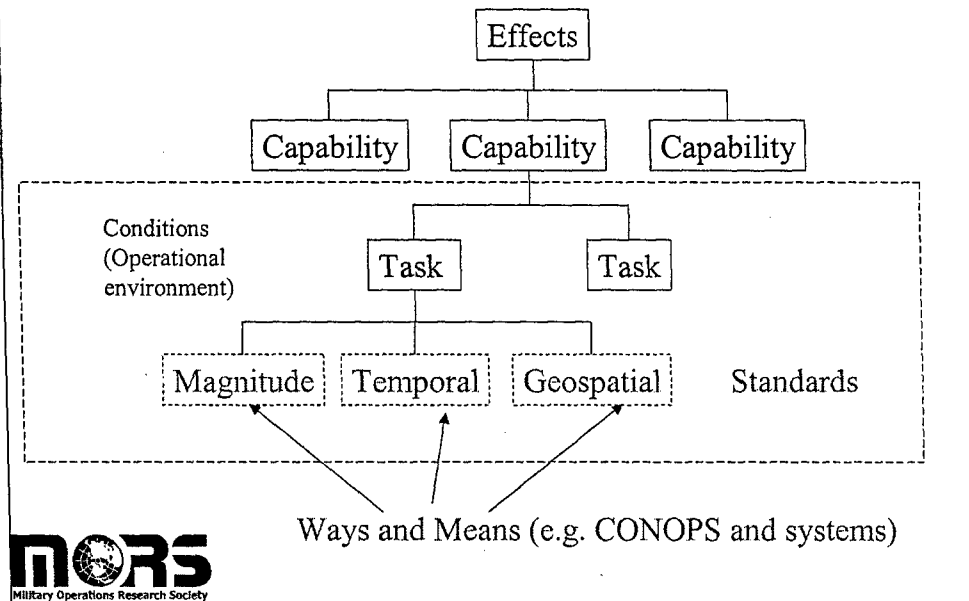 Effects
Capability Capability Capability
Conditions
(Operational
environment)
Task Task
Magnitude Temporal Geospatial Standards
Ways and Means (e.g. CONOPS and systems)
MORS
Military Operations Research Society